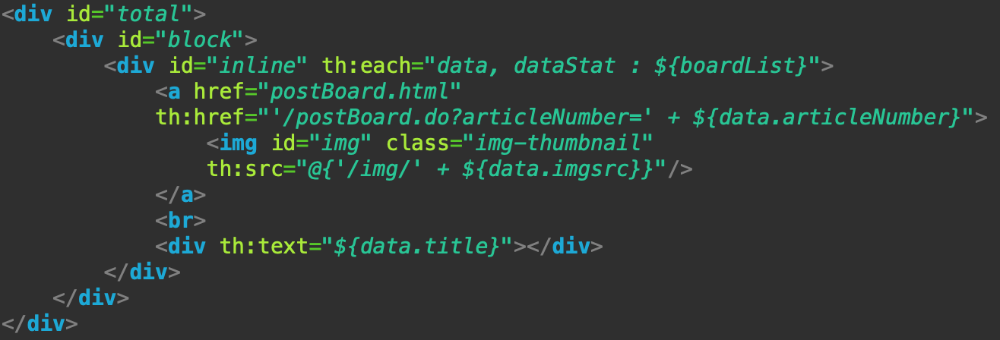 <div id="total">
    <div id="block">
        <div id="inline" th:each="data, dataStat : ${boardList}">
            <a href="postBoard.html"
            th:href="'/postBoard.do?articleNumber=' + ${data.articleNumber}">
                <img id="img" class="img-thumbnail"
                th:src="@{'/img/' + ${data.imgsrc}}"/>
            </a>
            <br>
            <div th:text="${data.title}"></div>
        </div>
    </div>
</div>